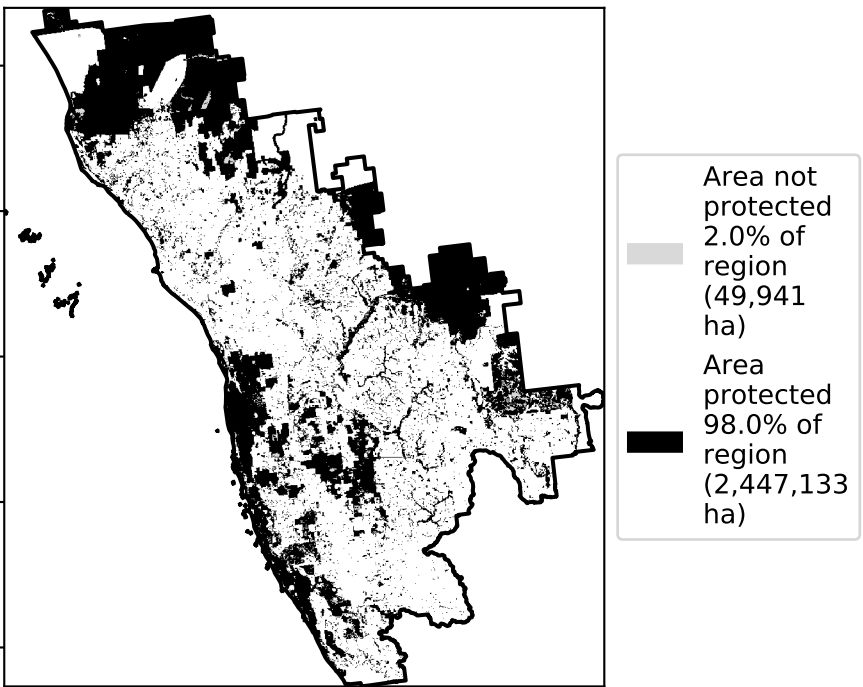 Area not
protected
2.0% of
region
(49,941
ha)
Area
protected
98.0% of
region
(2,447,133
ha)